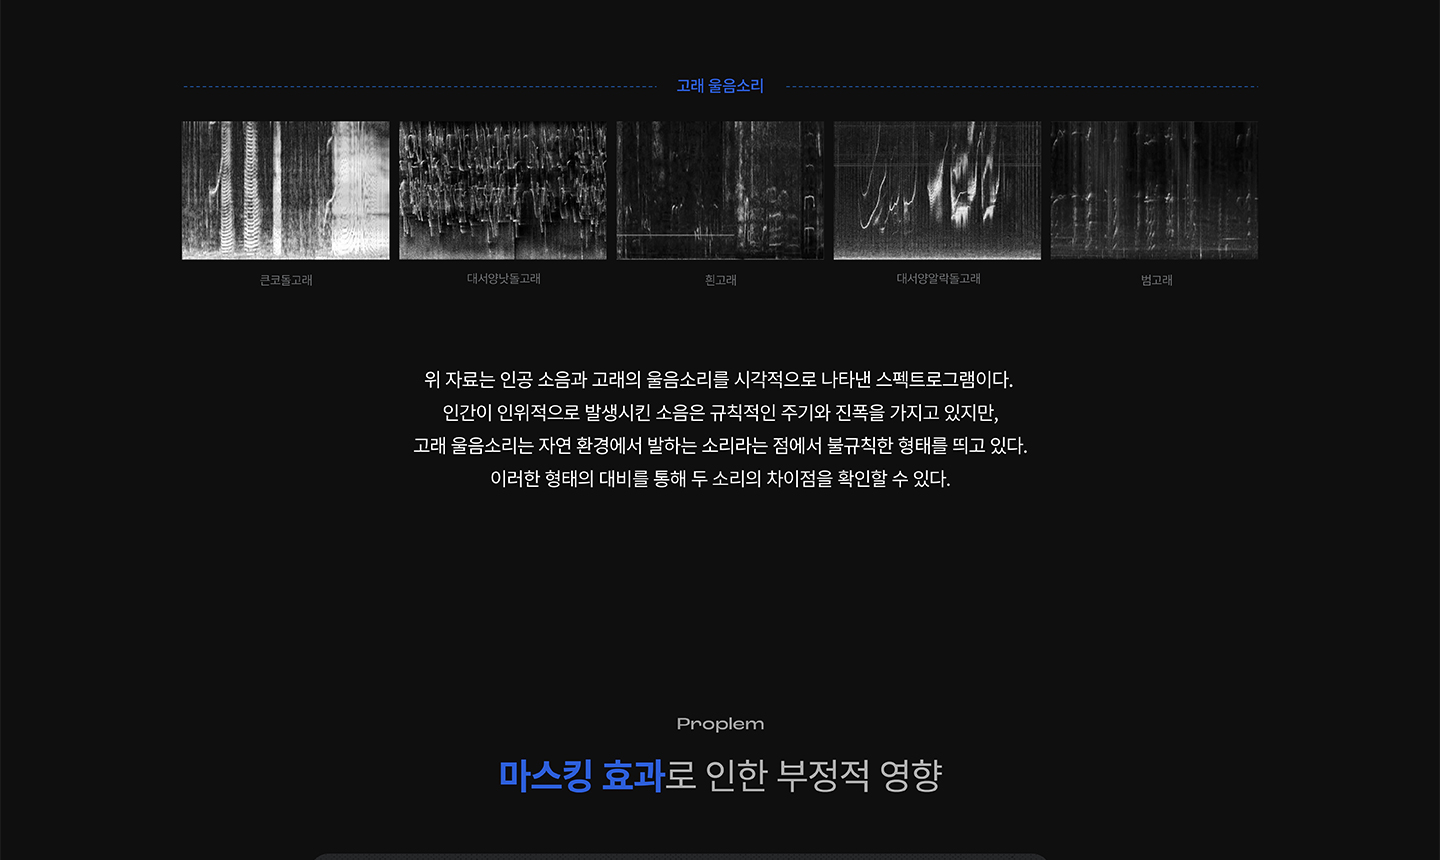 고래 울음소리
큰코돌고래
대서양낫돌고래
흰고래
대서양알락돌고래
범고래
위 자료는 인공 소음과 고래의 울음소리를 시각적으로 나타낸 스펙트로그램이다.
인간이 인위적으로 발생시킨 소음은 규칙적인 주기와 진폭을 가지고 있지만,
고래 울음소리는 자연 환경에서 발하는 소리라는 점에서 불규칙한 형태를 띄고 있다.
이러한 형태의 대비를 통해 두 소리의 차이점을 확인할 수 있다.
Proplem
마스킹 효과로 인한 부정적 영향